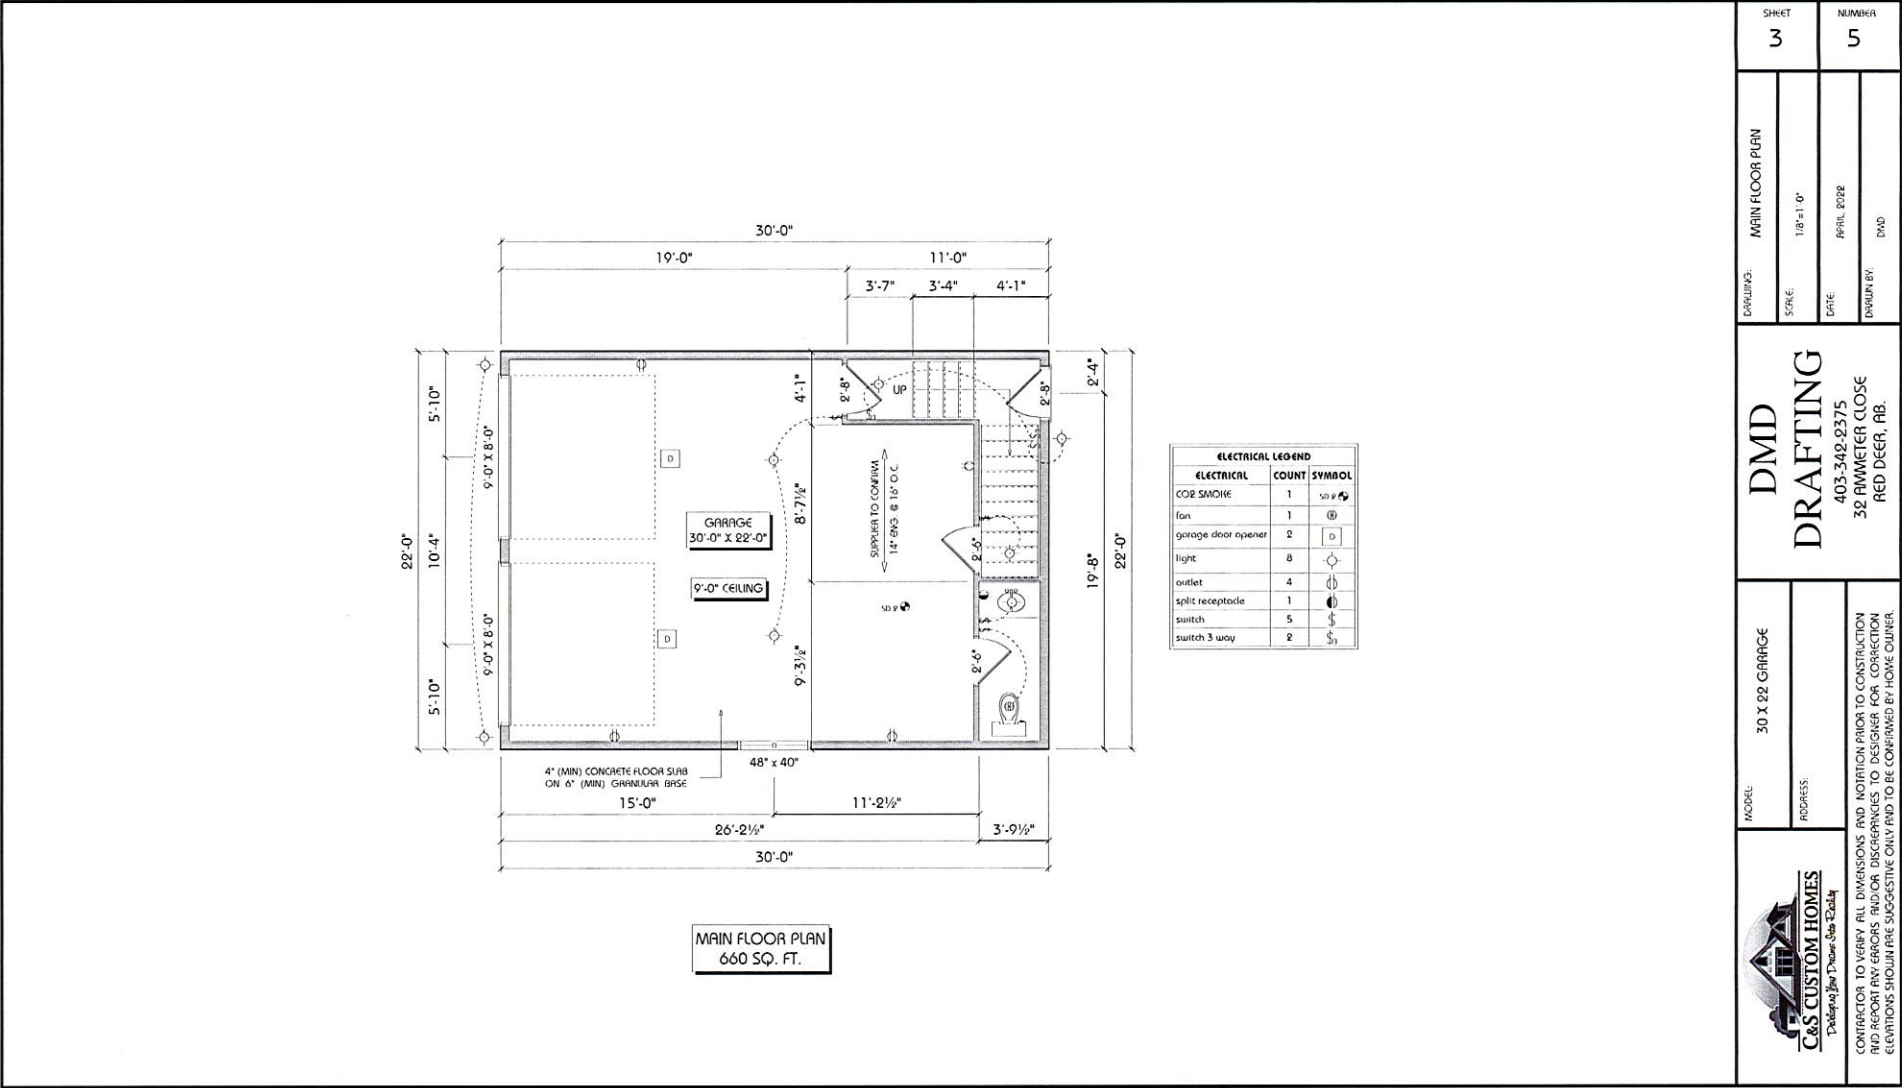 30'-0"
19'-0"
11'-0"
3'-7"
3'-4"
4'-1"
22'-0"
5'-10"
10'-4"
5'-10"
9'-0" X 8'-0"
9'-0" X 8'-0"
D
D
GARAGE
30'-0" X 22'-0"
9'-0" CEILING
4'-1"
8'-7½"
9'-3½"
2'-8"
UP
2'-8"
SUPPLIER TO CONFIRM
14" ENG. @ 16" O.C.
2'-6"
2'-6"
SD 2
2'-4"
19'-8"
22'-0"
4" (MIN) CONCRETE FLOOR SLAB
ON 6" (MIN) GRANULAR BASE
48" x 40"
15'-0"
11'-2½"
26'-2½"
3'-9½"
30'-0"
MAIN FLOOR PLAN
660 SQ. FT.
ELECTRICAL LEGEND
ELECTRICAL COUNT SYMBOL
CO2 SMOKE 1 SD 2
fan 1
garage door opener 2 D
light 8
outlet 4
split receptacle 1
switch 5 $
switch 3 way 2 $3
SHEET
3
NUMBER
5
DRAWING: MAIN FLOOR PLAN
SCALE: 1/8"=1'-0"
DATE: APRIL, 2022
DRAWN BY: DMD
DMD
DRAFTING
403-342-2375
32 AMMETER CLOSE
RED DEER, AB.
MODEL: 30 X 22 GARAGE
ADDRESS:
CONTRACTOR TO VERIFY ALL DIMENSIONS AND NOTATION PRIOR TO CONSTRUCTION
AND REPORT ANY ERRORS AND/OR DISCREPANCIES TO DESIGNER FOR CORRECTION
ELEVATIONS SHOWN ARE SUGGESTIVE ONLY AND TO BE CONFIRMED BY HOME OWNER.
C&S CUSTOM HOMES
Developing Your Dreams Into Reality